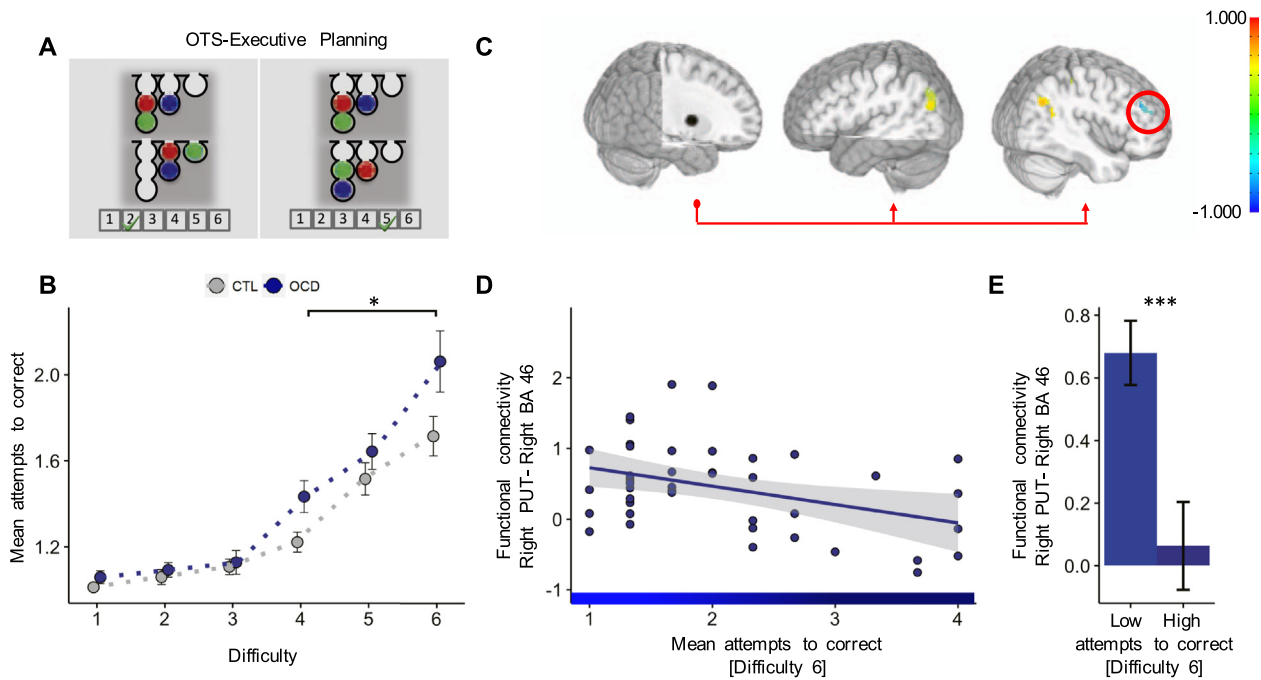 A
OTS-Executive Planning
1 2 3 4 5 6
1 2 3 4 5 6
B
CTL OCD
*
Mean attempts to correct
2.0
1.6
1.2
1 2 3 4 5 6
Difficulty
C
1.000
-1.000
D
Functional connectivity
Right PUT- Right BA 46
2
1
0
-1
1 2 3 4
Mean attempts to correct
[Difficulty 6]
E
***
Functional connectivity
Right PUT- Right BA 46
0.8
0.6
0.4
0.2
0.0
Low High
attempts to correct
[Difficulty 6]